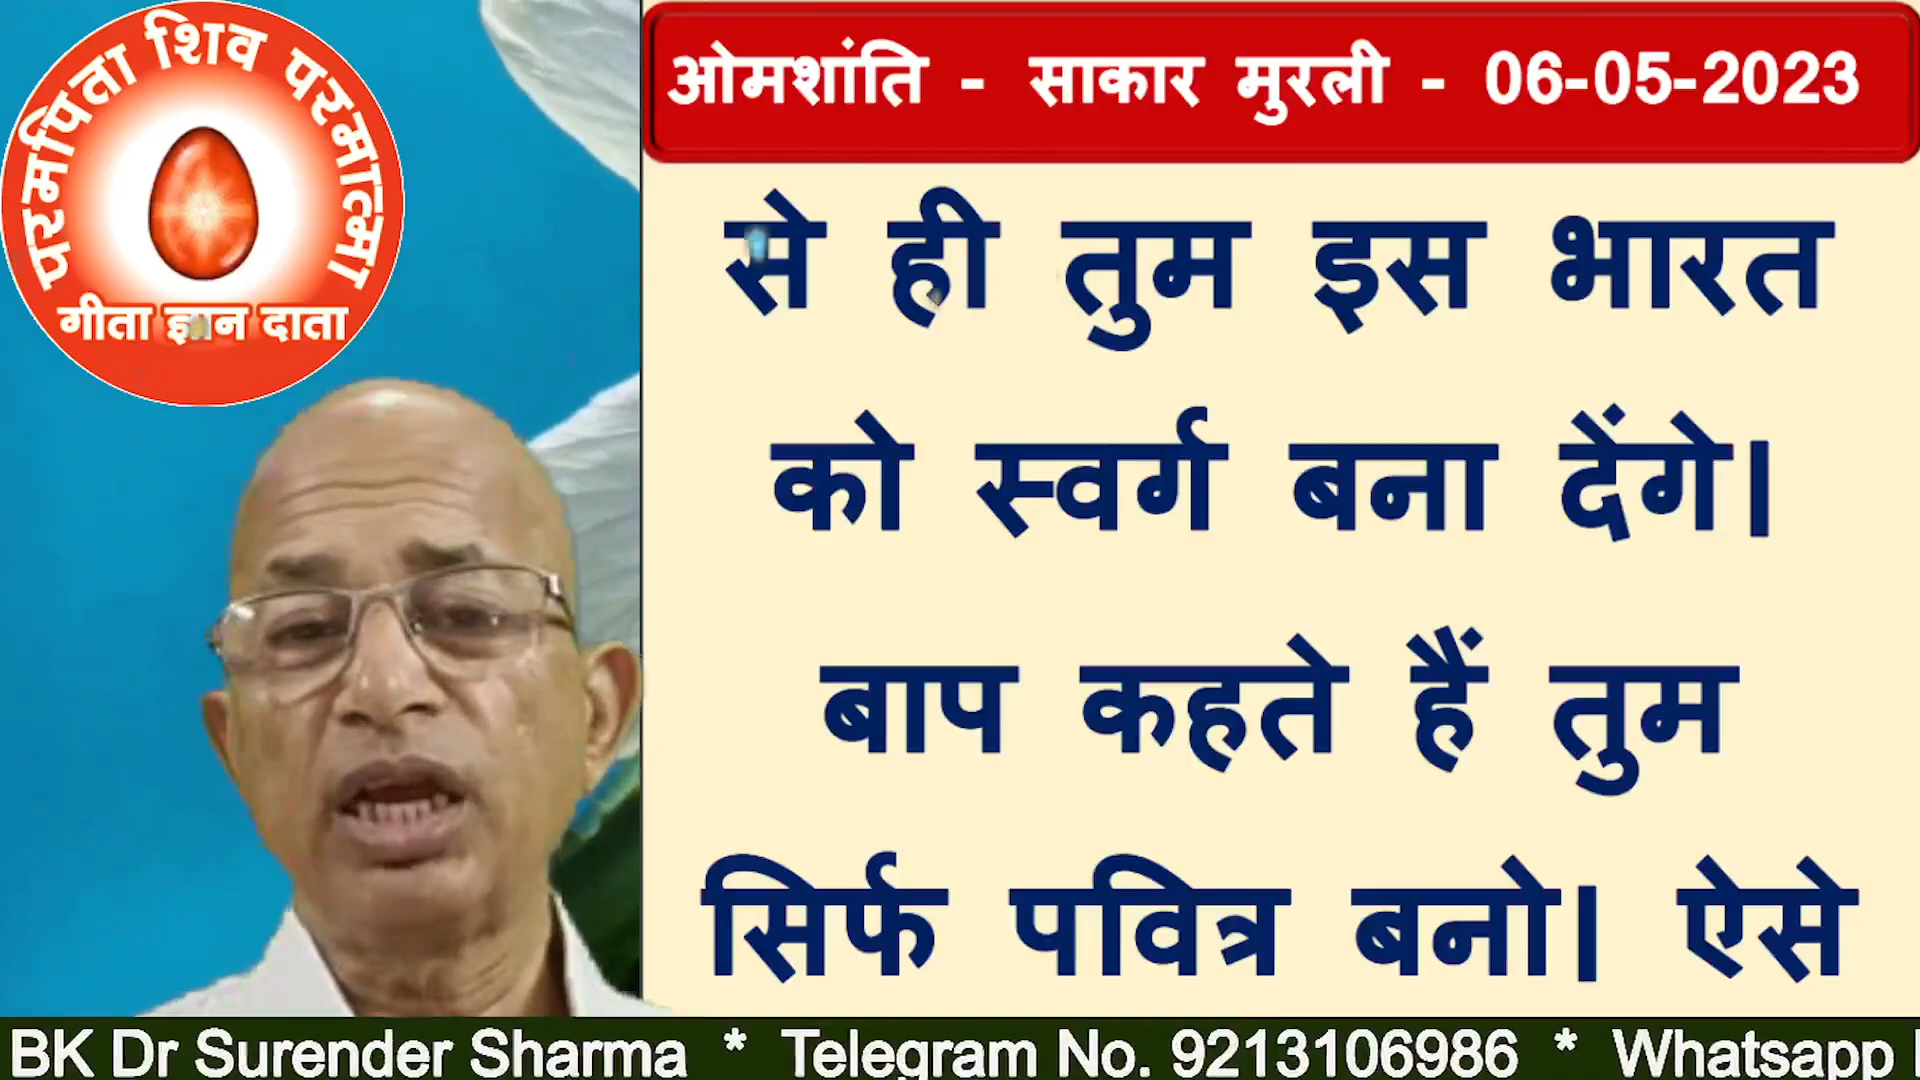 परमपिता शिव परमात्मा
गीता ज्ञान दाता
ओमशांति - साकार मुरली - 06-05-2023
से ही तुम इस भारत
को स्वर्ग बना देंगे।
बाप कहते हैं तुम
सिर्फ पवित्र बनो। ऐसे
BK Dr Surender Sharma * Telegram No. 9213106986 * Whatsapp